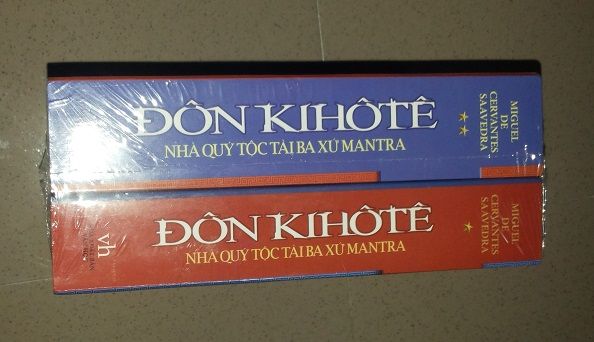 ĐÔN KIHÔTÊ
NHÀ QUÝ TỘC TÀI BA XỨ MANTRA
MIGUEL
DE
CERVANTES
SAAVEDRA
ĐÔN KIHÔTÊ
NHÀ QUÝ TỘC TÀI BA XỨ MANTRA
MIGUEL
DE
CERVANTES
SAAVEDRA
vh